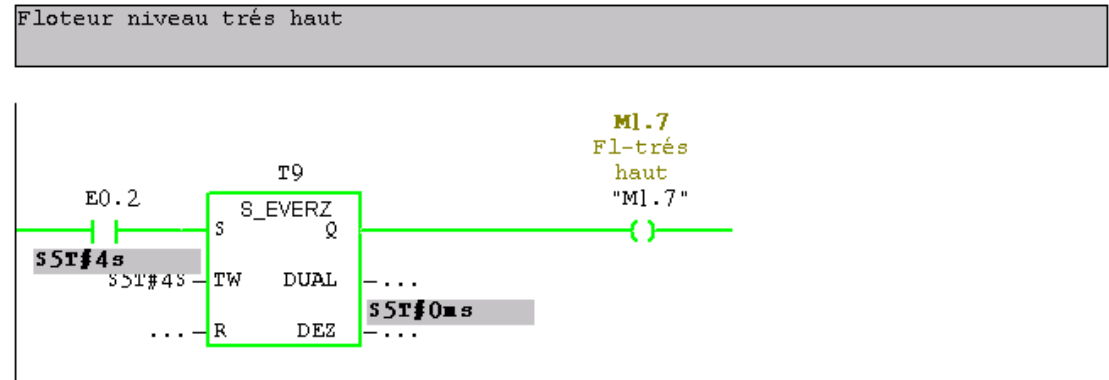 Floteur niveau trés haut
M1.7
Fl-trés
haut
"M1.7"
T9
E0.2
S_EVERZ
S Q
S5T#4s
S5T#4S TW DUAL ...
S5T#0ms
... R DEZ ...